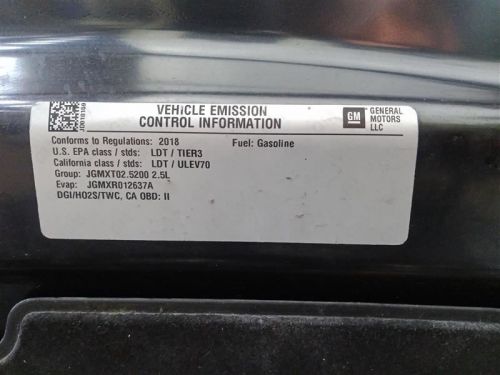 VEHICLE EMISSION
CONTROL INFORMATION
GM
GENERAL
MOTORS
LLC
Conforms to Regulations: 2018
Fuel: Gasoline
U.S. EPA class / stds: LDT / TIER3
California class / stds: LDT / ULEV70
Group: JGMXT02.5200 2.5L
Evap: JGMXR012637A
DGI/HO2S/TWC, CA OBD: II